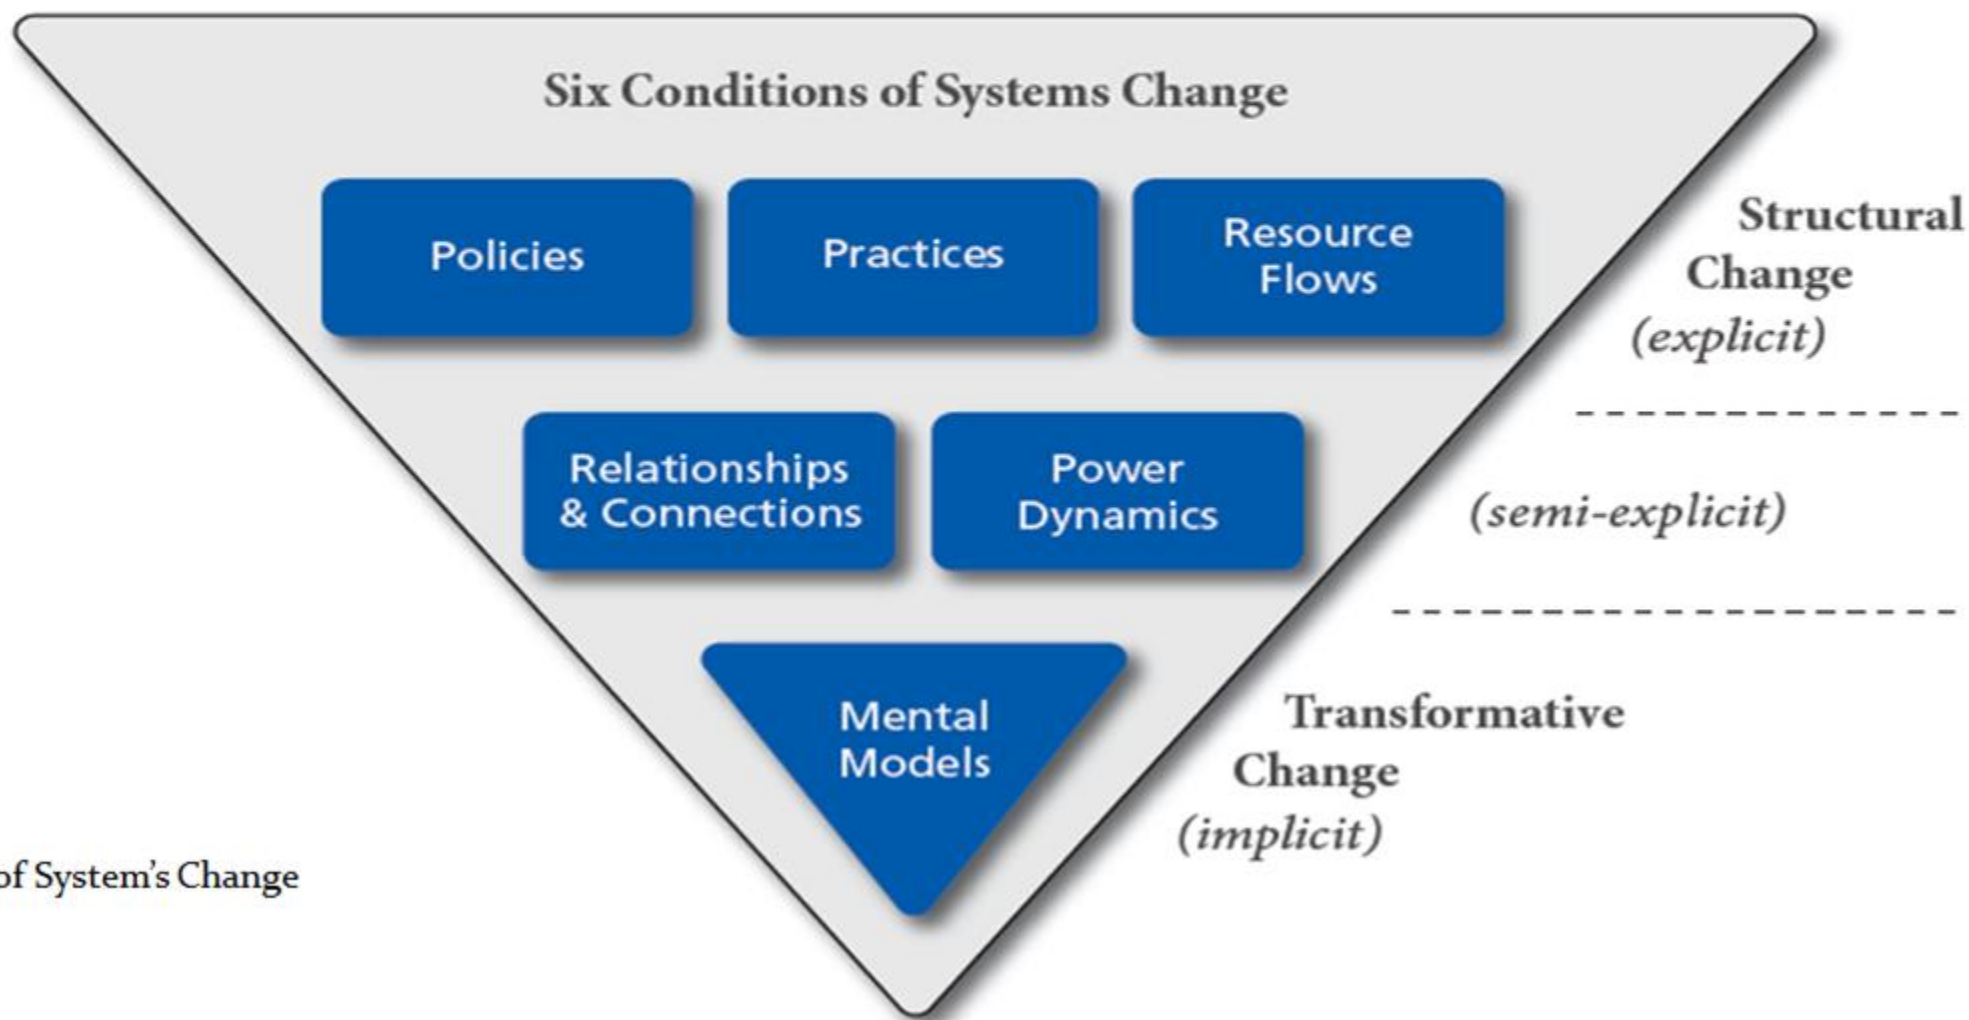 Six Conditions of Systems Change
Policies
Practices
Resource
Flows
Structural
Change
(explicit)
Relationships
& Connections
Power
Dynamics
(semi-explicit)
Mental
Models
Transformative
Change
(implicit)
of System's Change